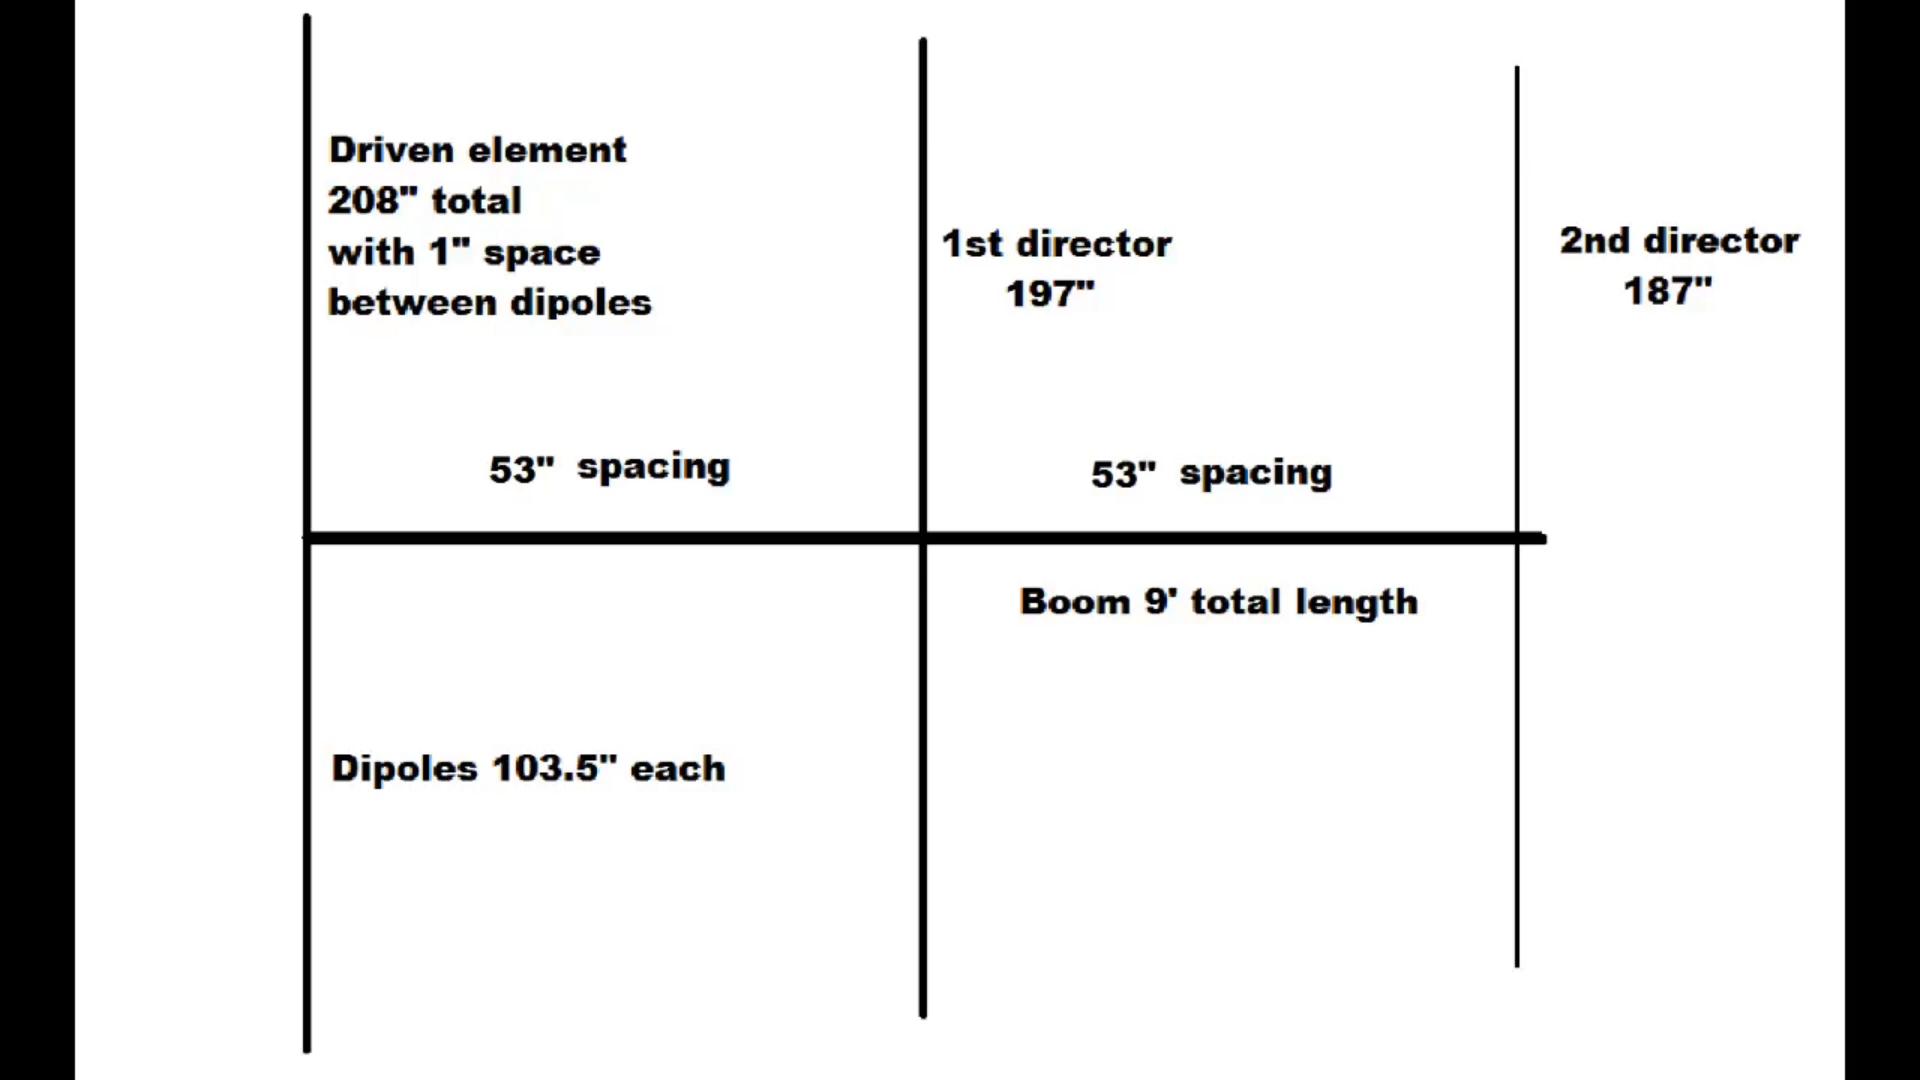 Driven element
208" total
with 1" space
between dipoles
1st director
197"
2nd director
187"
53" spacing
53" spacing
Boom 9' total length
Dipoles 103.5" each